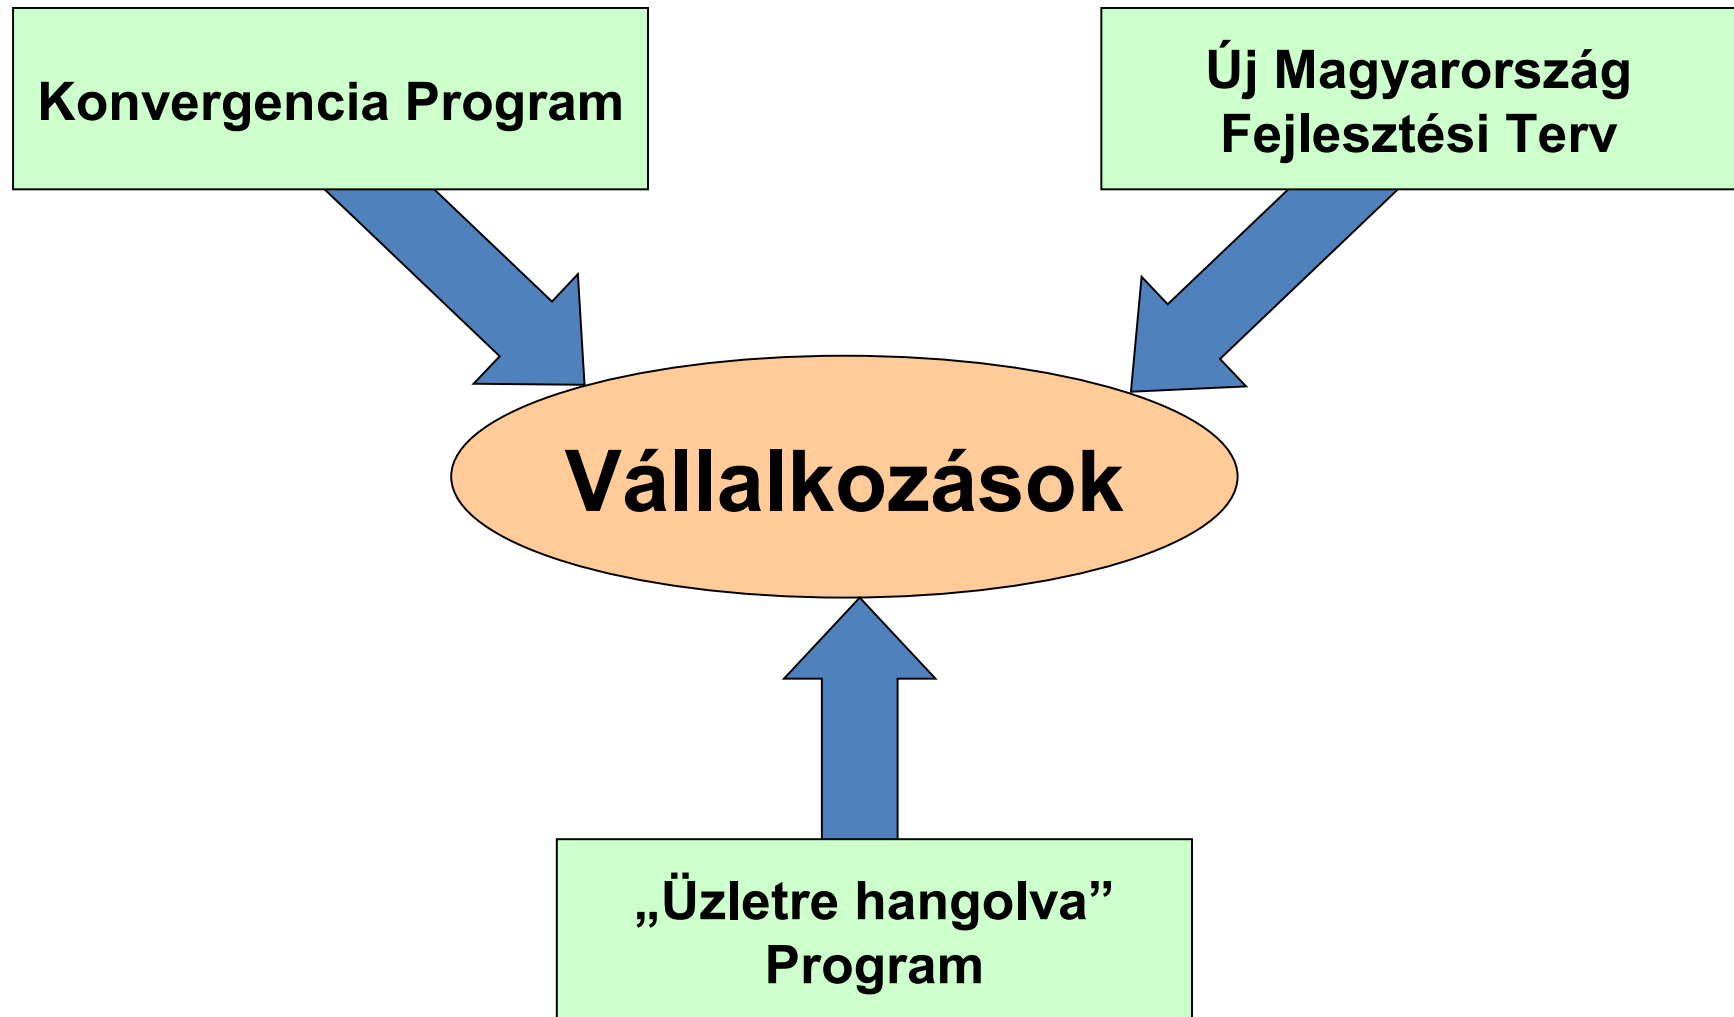 Konvergencia Program
Új Magyarország
Fejlesztési Terv
Vállalkozások
„Üzletre hangolva”
Program